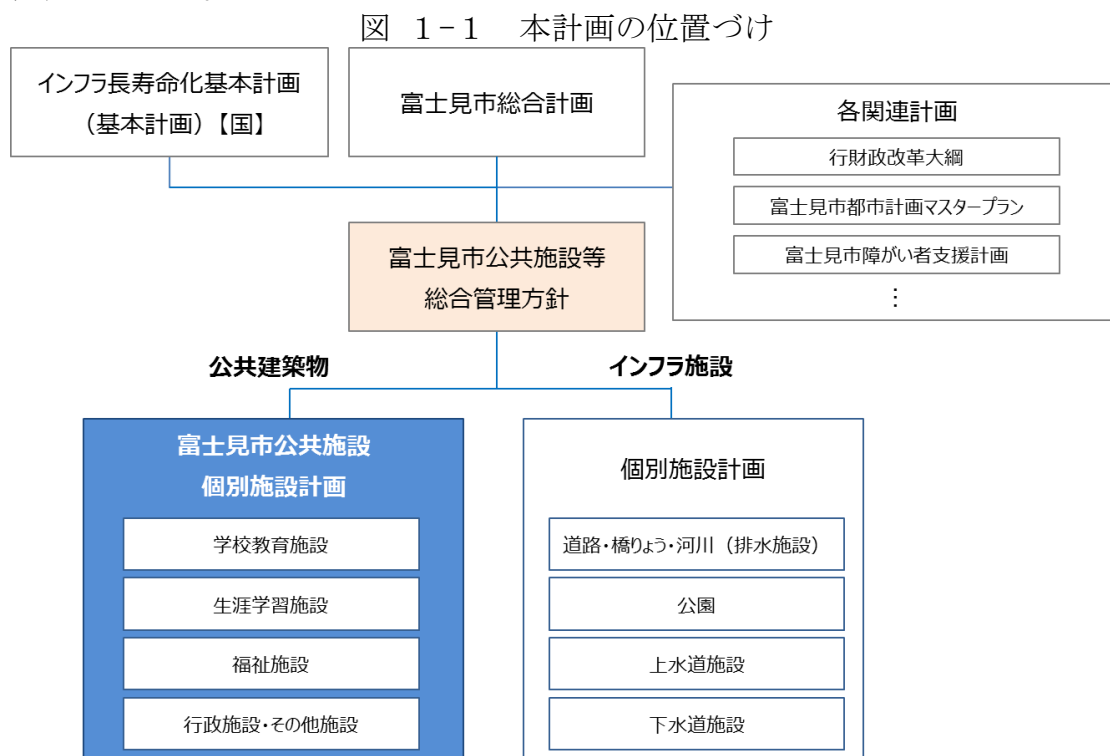 図 1-1 本計画の位置づけ
インフラ長寿命化基本計画
（基本計画）【国】
富士見市総合計画
各関連計画
行財政改革大綱
富士見市都市計画マスタープラン
富士見市障がい者支援計画
⋮
富士見市公共施設等
総合管理方針
公共建築物
インフラ施設
富士見市公共施設
個別施設計画
学校教育施設
生涯学習施設
福祉施設
行政施設・その他施設
個別施設計画
道路・橋りょう・河川（排水施設）
公園
上水道施設
下水道施設